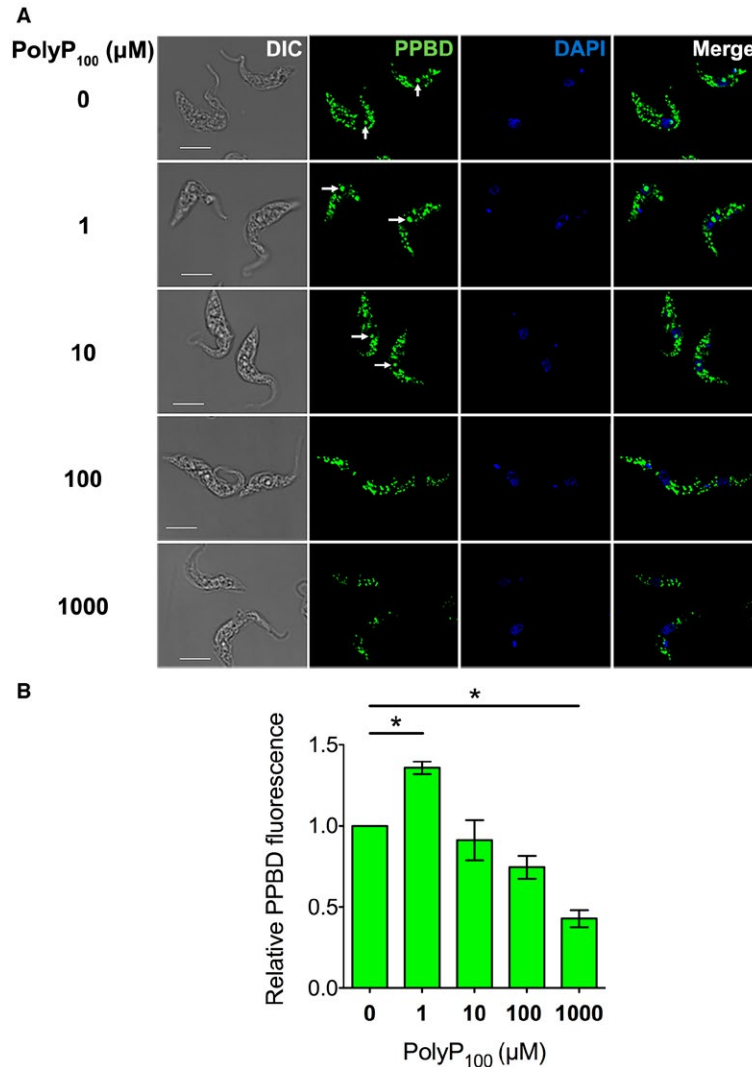 A
PolyP₁₀₀ (µM)
DIC
PPBD
DAPI
Merge
0
1
10
100
1000
B
*
*
1.5
1.0
0.5
0.0
Relative PPBD fluorescence
0 1 10 100 1000
PolyP₁₀₀ (µM)